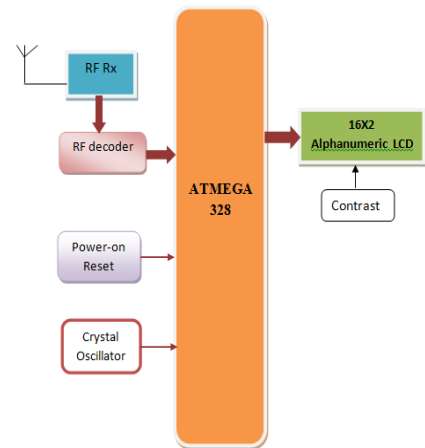 RF Rx
RF decoder
Power-on
Reset
Crystal
Oscillator
ATMEGA
328
16X2
Alphanumeric LCD
Contrast